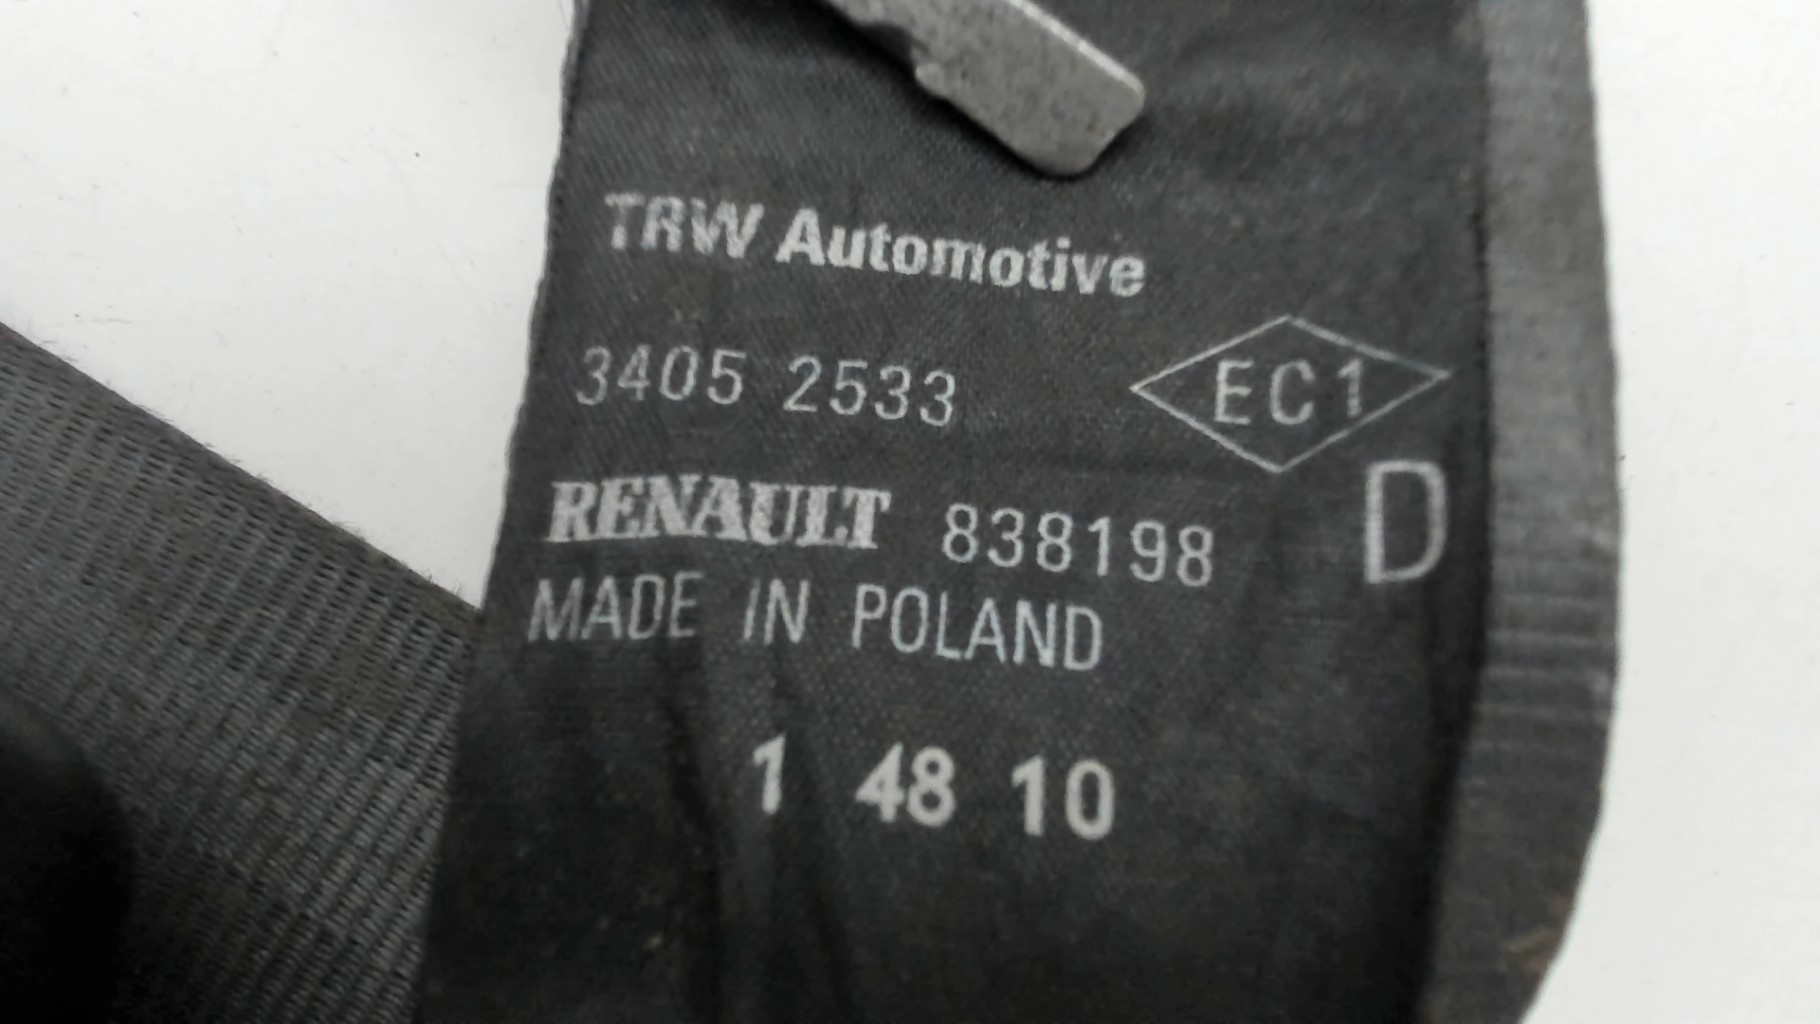 TRW Automotive
3405 2533
EC1
RENAULT 838198
D
MADE IN POLAND
1 48 10